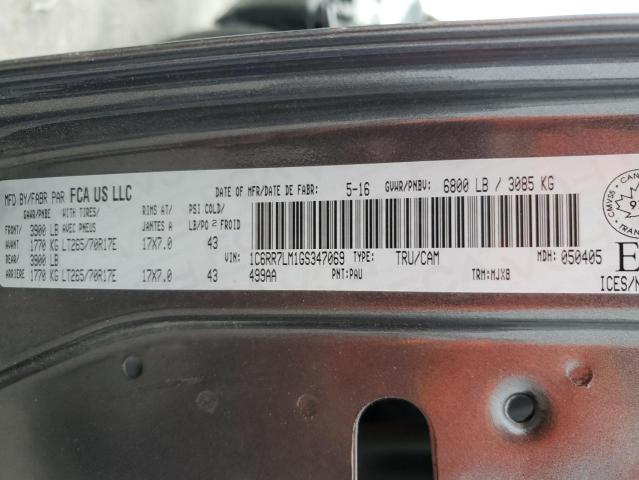 MFD BY/FABR PAR FCA US LLC DATE OF MFR/DATE DE FABR: 5-16 GVWR/PNBV: 6800 LB / 3085 KG
GAWR/PNBE WITH TIRES/ RIMS AT/ PSI COLD/
FRONT/ 3900 LB AVEC PNEUS JANTES A LB/PO² FROID
AVANT 1770 KG LT265/70R17E 17X7.0 43 1C6RR7LM1GS347069 TYPE: TRU/CAM MDH: 050405
REAR/ 3900 LB
ARRIERE 1770 KG LT265/70R17E 17X7.0 43 499AA PNT: PAU TRM: MJX8
ICES/N
CMVSS
CAN
E